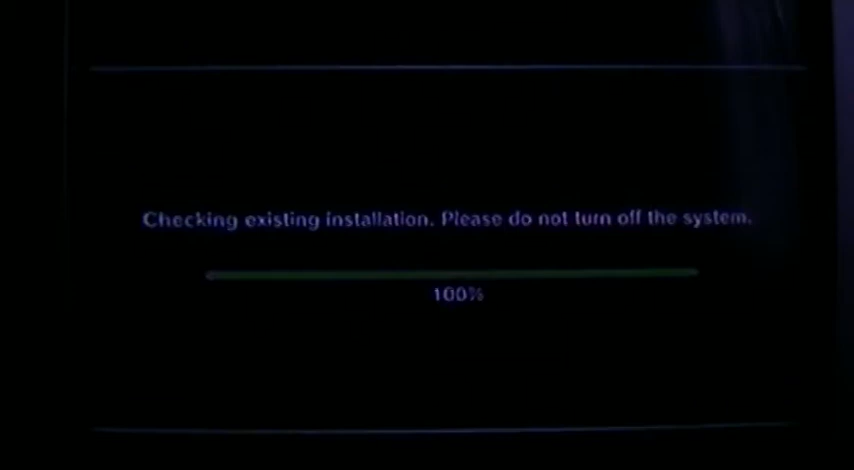 Checking existing installation. Please do not turn off the system.
100%